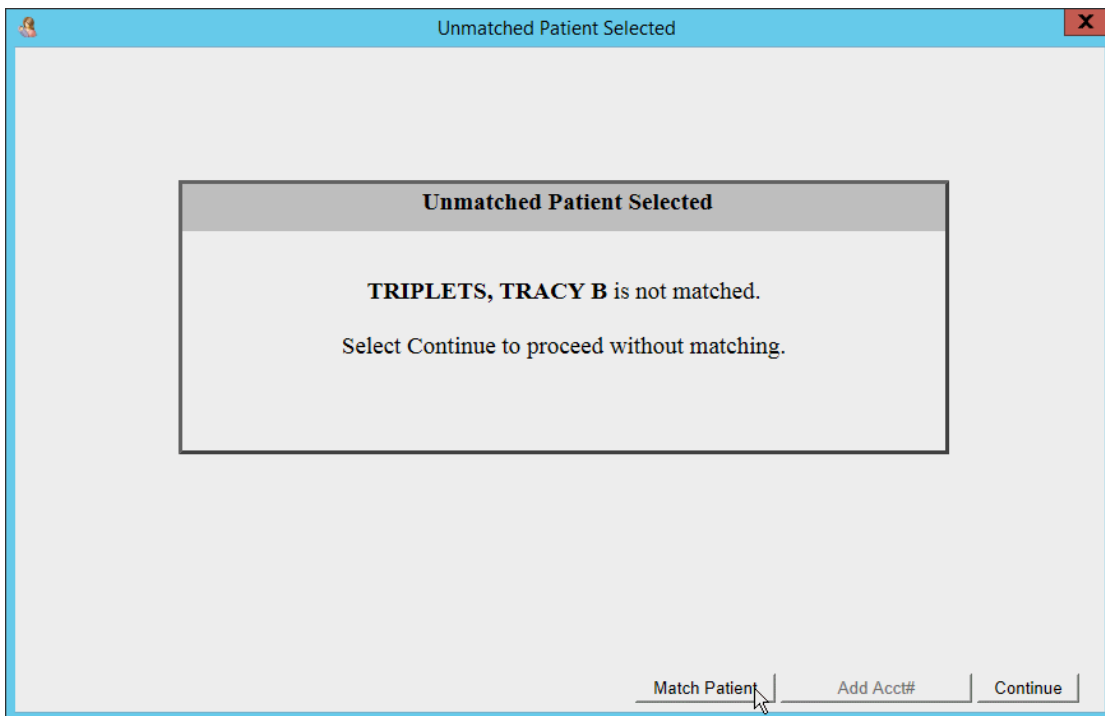 Unmatched Patient Selected
X
Unmatched Patient Selected
TRIPLETS, TRACY B is not matched.
Select Continue to proceed without matching.
Match Patient Add Acct# Continue